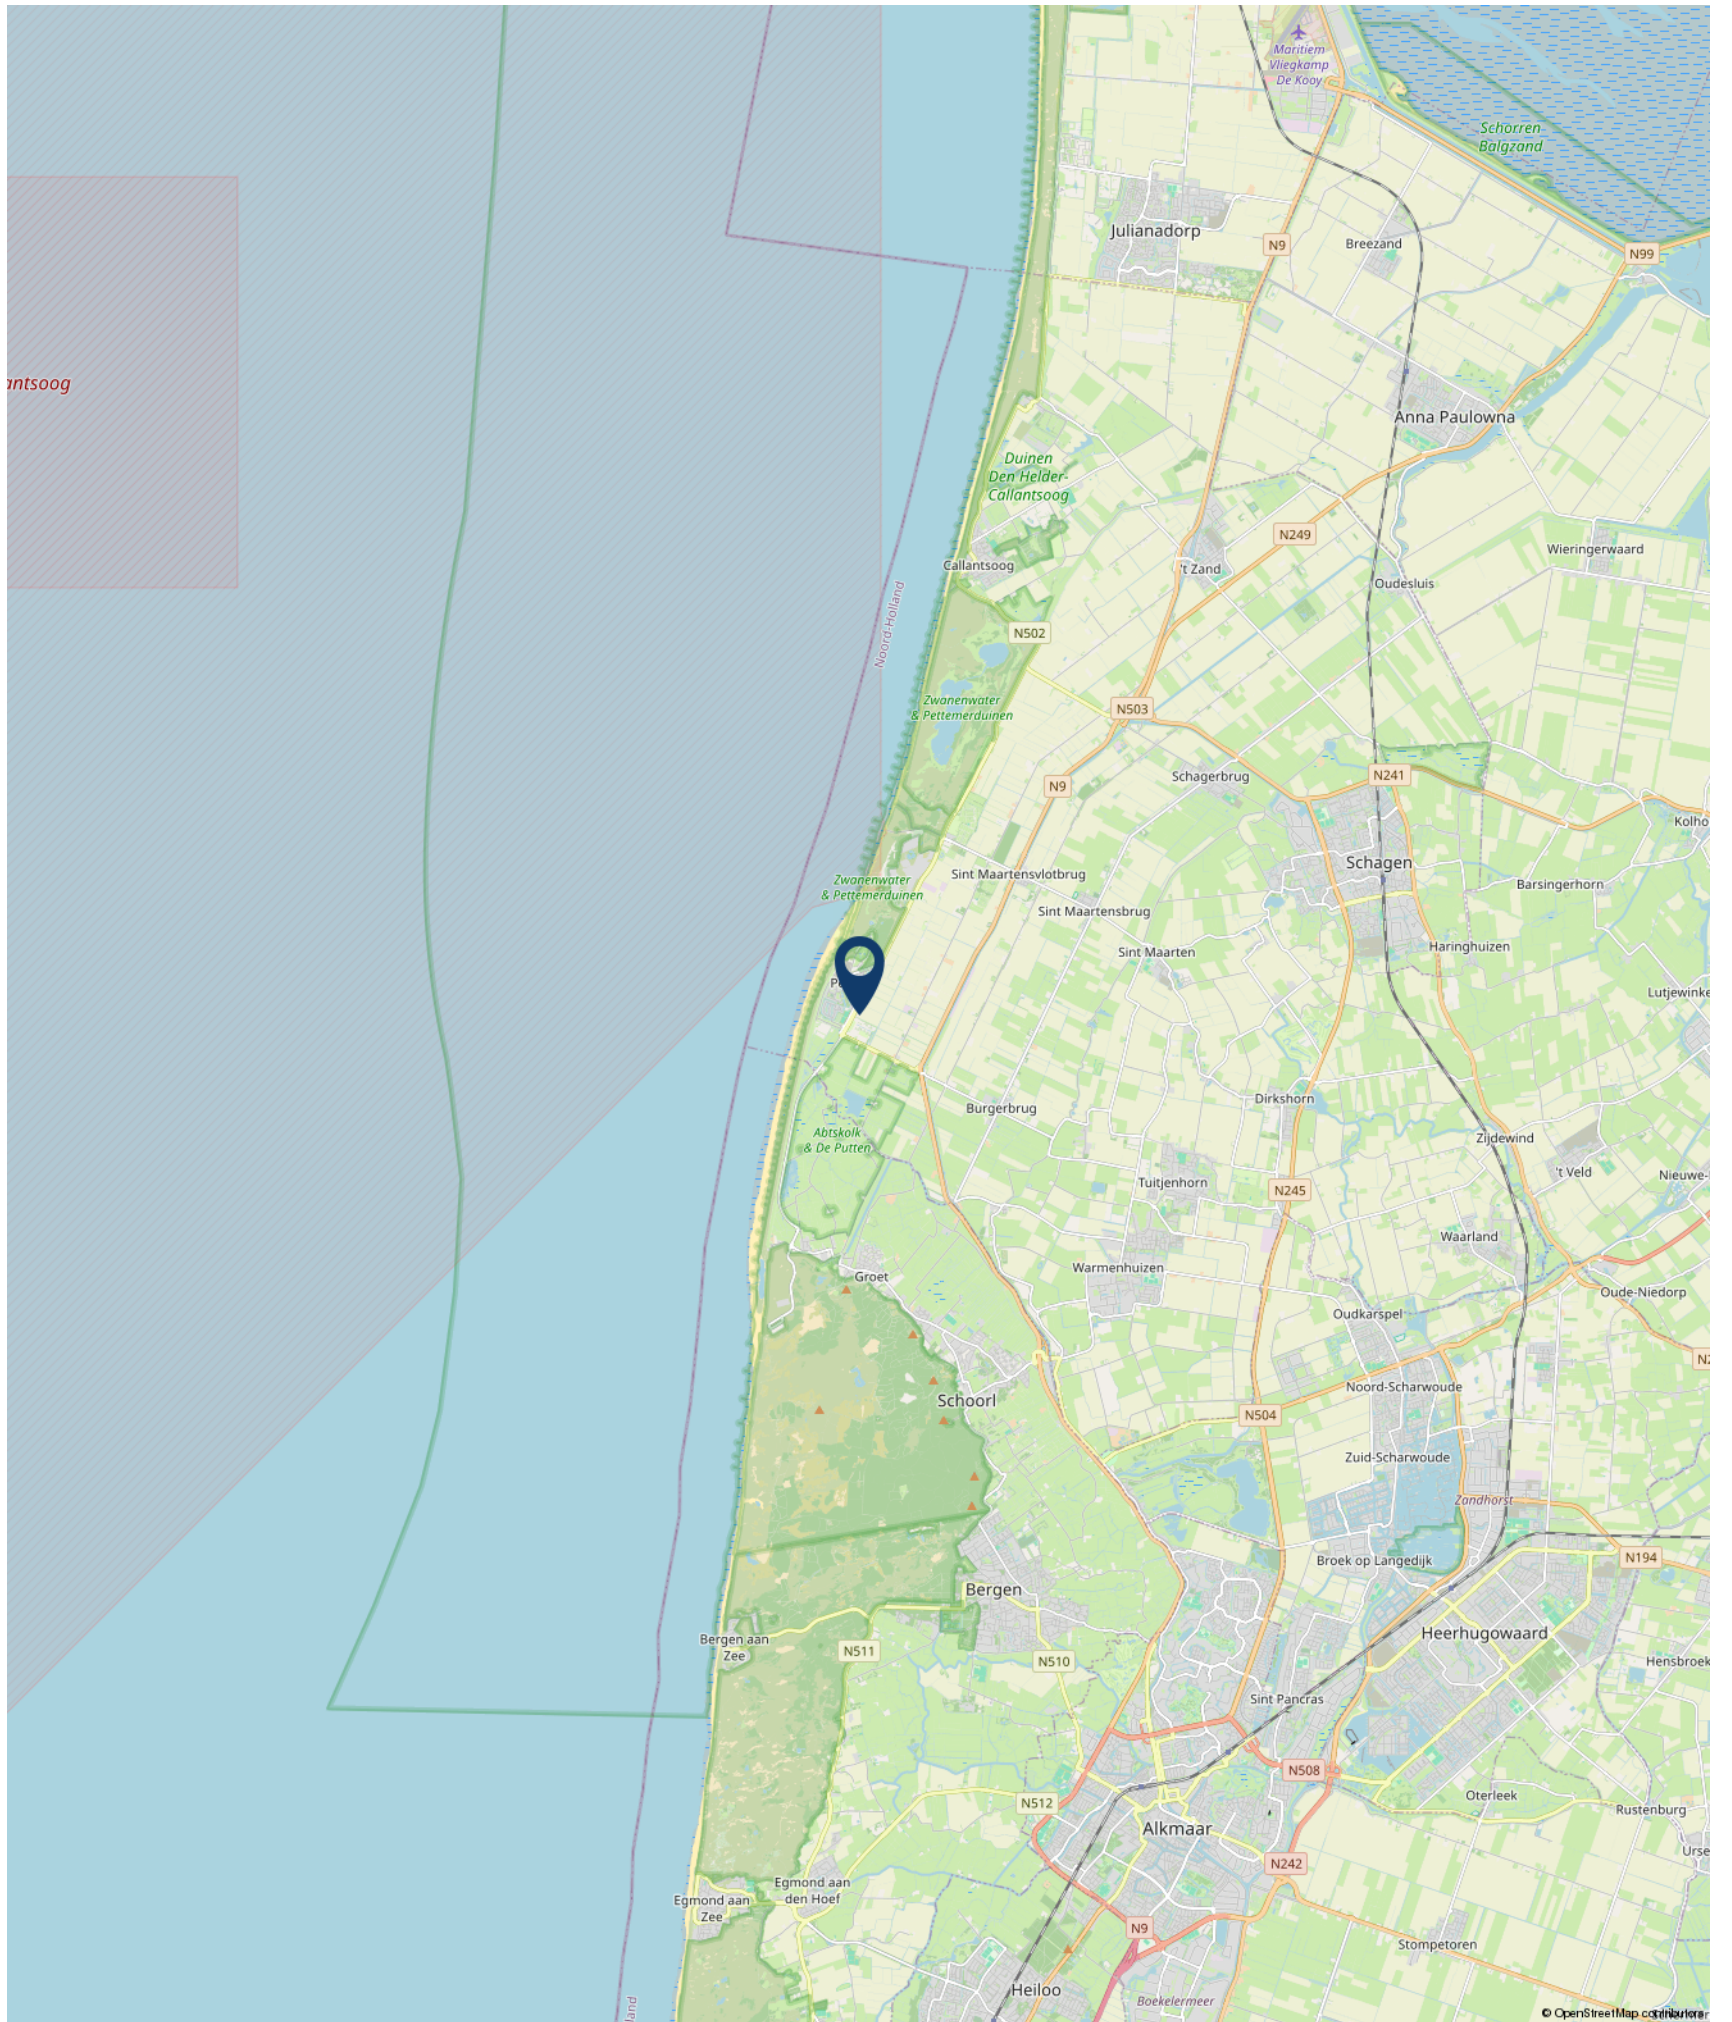 Maritiem
Vliegkamp
De Kooy
Schorren
Balgzand
Julianadorp
N9
Breezand
N99
antsoog
Anna Paulowna
Duinen
Den Helder-
Callantsoog
N249
Wieringerwaard
Callantsoog
't Zand
Oudesluis
Noord-Holland
N502
Zwanenwater
& Pettemerduinen
N503
Schagerbrug
N241
N9
Kolho
Schagen
Sint Maartensvlotbrug
Zwanenwater
& Pettemerduinen
Barsingerhorn
Sint Maartensbrug
Sint Maarten
Haringhuizen
Lutjewinke
Burgerbrug
Dirkshorn
Abtskolk
& De Putten
Zijdewind
't Veld
Nieuwe-
Tuitjenhorn
N245
Waarland
Groet
Warmenhuizen
Oude-Niedorp
Oudkarspel
Schoorl
Noord-Scharwoude
N504
Zuid-Scharwoude
Zandhorst
Broek op Langedijk
N194
Bergen
Bergen aan
Zee
N511
N510
Heerhugowaard
Hensbroek
Sint Pancras
N508
N512
Oterleek
Rustenburg
Alkmaar
Urse
N242
Egmond aan
den Hoef
Egmond aan
Zee
N9
Stompetoren
Heiloo
Boekelermeer
land
© OpenStreetMap contributors